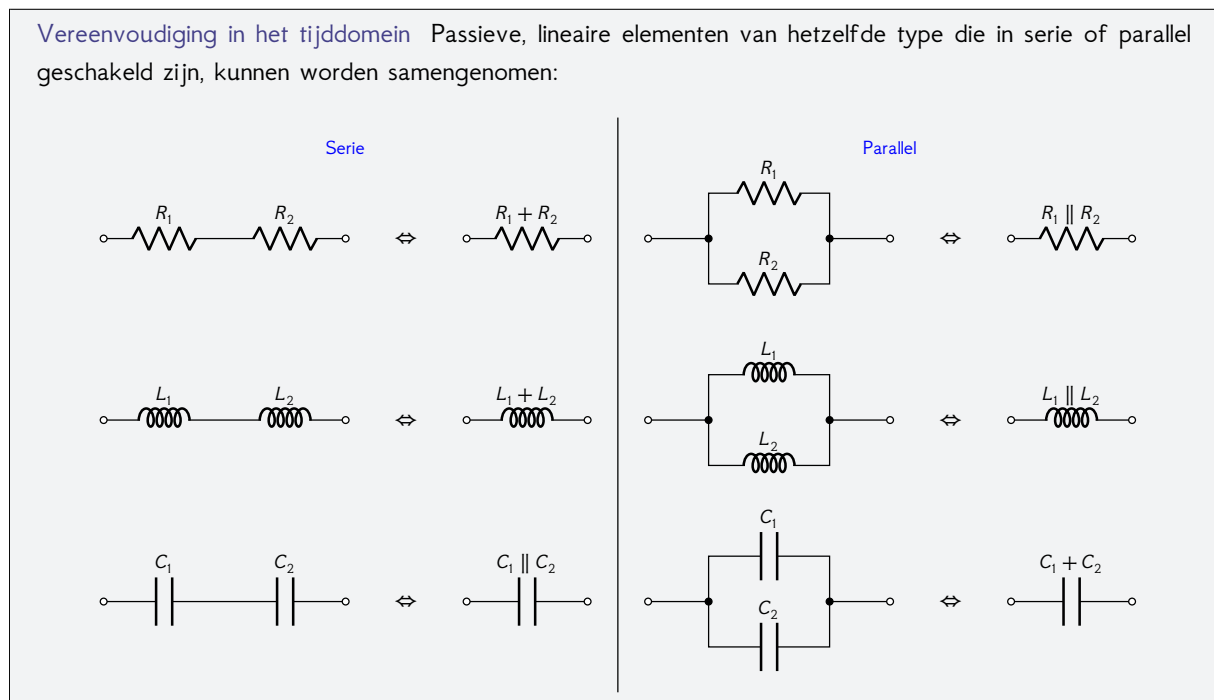 Vereenvoudiging in het tijddomein Passieve, lineaire elementen van hetzelfde type die in serie of parallel
geschakeld zijn, kunnen worden samengenomen:
Serie
Parallel
R₁ R₂ ⇔ R₁ + R₂
R₁
R₂
⇔ R₁ ∥ R₂
L₁ L₂ ⇔ L₁ + L₂
L₁
L₂
⇔ L₁ ∥ L₂
C₁ C₂ ⇔ C₁ ∥ C₂
C₁
C₂
⇔ C₁ + C₂